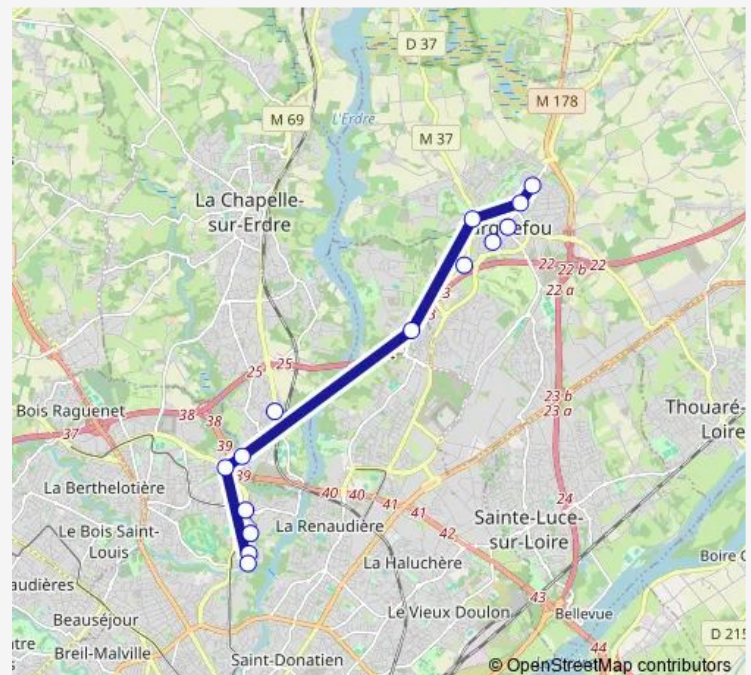 D 37
M 178
M 69
L'Erdre
M 37
La Chapelle-
sur-Erdre
22
22 b
22
22 a
3
3
25
25
23 b
23 a
Bois Raguenet
38
38
37
Thouaré-
Loire
39
39
La Berthelotière
40
40
41
41
42
24
Le Bois Saint-
Louis
La Renaudière
Sainte-Luce-
sur-Loire
La Haluchère
Boire
43
Beauséjour
Le Vieux Doulon
Bellevue
D 215
44
Breil-Malville
Saint-Donatien
© OpenStreetMap contributors